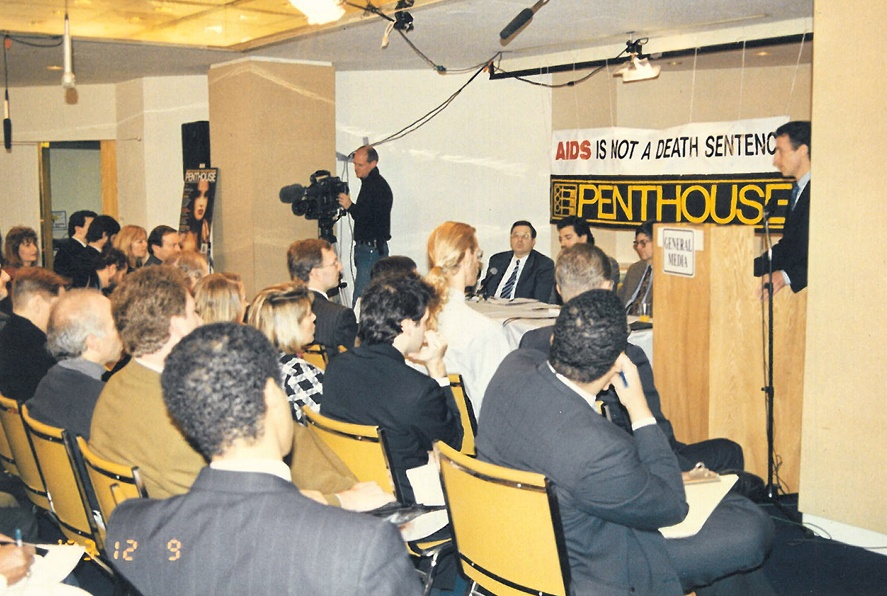 AIDS IS NOT A DEATH SENTENC
PENTHOUSE
PENTHOUSE
GENERAL
MEDIA
12 9